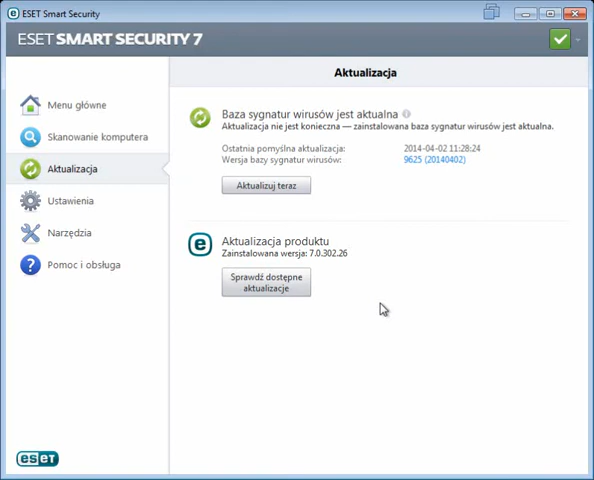 ESET Smart Security
ESET SMART SECURITY 7
Aktualizacja
Menu główne
Skanowanie komputera
Aktualizacja
Ustawienia
Narzędzia
Pomoc i obsługa
Baza sygnatur wirusów jest aktualna
Aktualizacja nie jest konieczna — zainstalowana baza sygnatur wirusów jest aktualna.
Ostatnia pomyślna aktualizacja: 2014-04-02 11:28:24
Wersja bazy sygnatur wirusów: 9625 (20140402)
Aktualizuj teraz
Aktualizacja produktu
Zainstalowana wersja: 7.0.302.26
Sprawdź dostępne
aktualizacje
eset